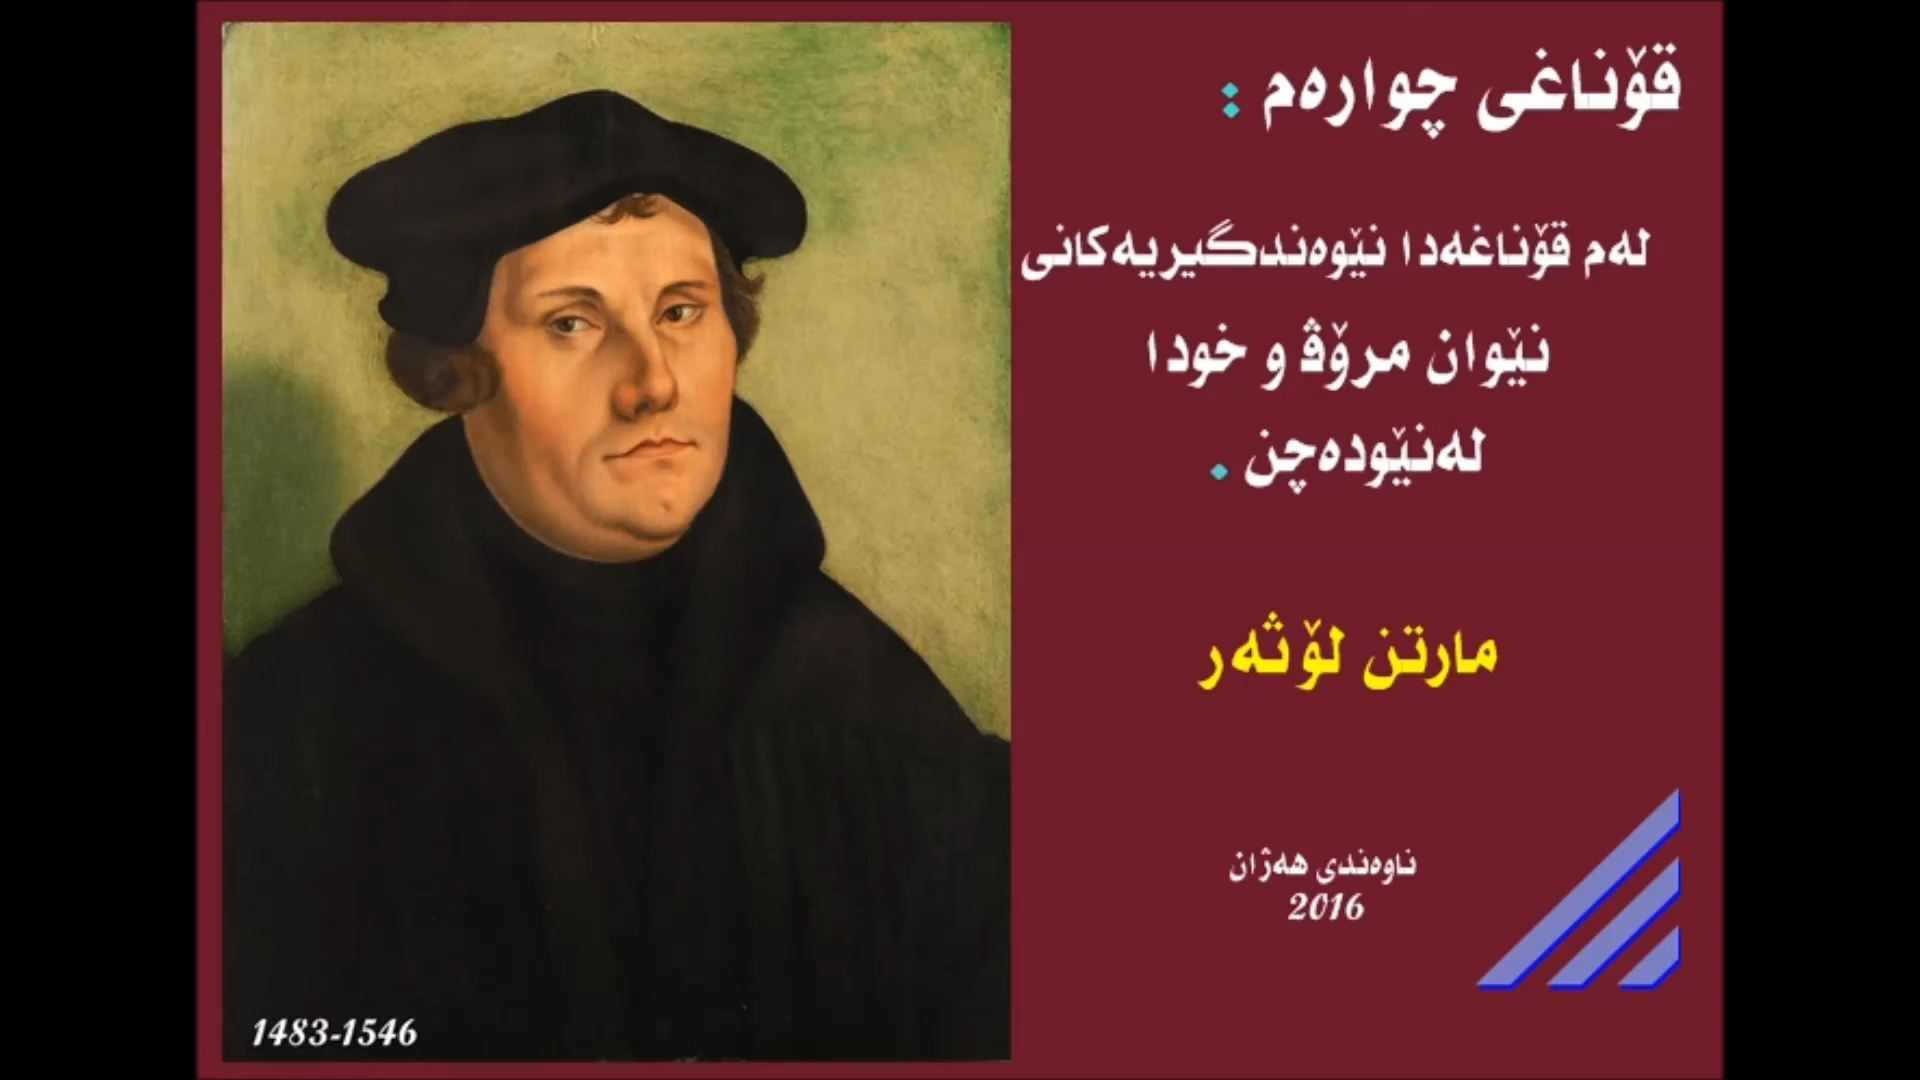 قۆناغی چوارەم :
لەم قۆناغەدا نێوەندگیریەکانی
نێوان مرۆڤ و خودا
لەنێودەچن .
مارتن لۆثەر
ناوەندی هەژان
2016
1483-1546